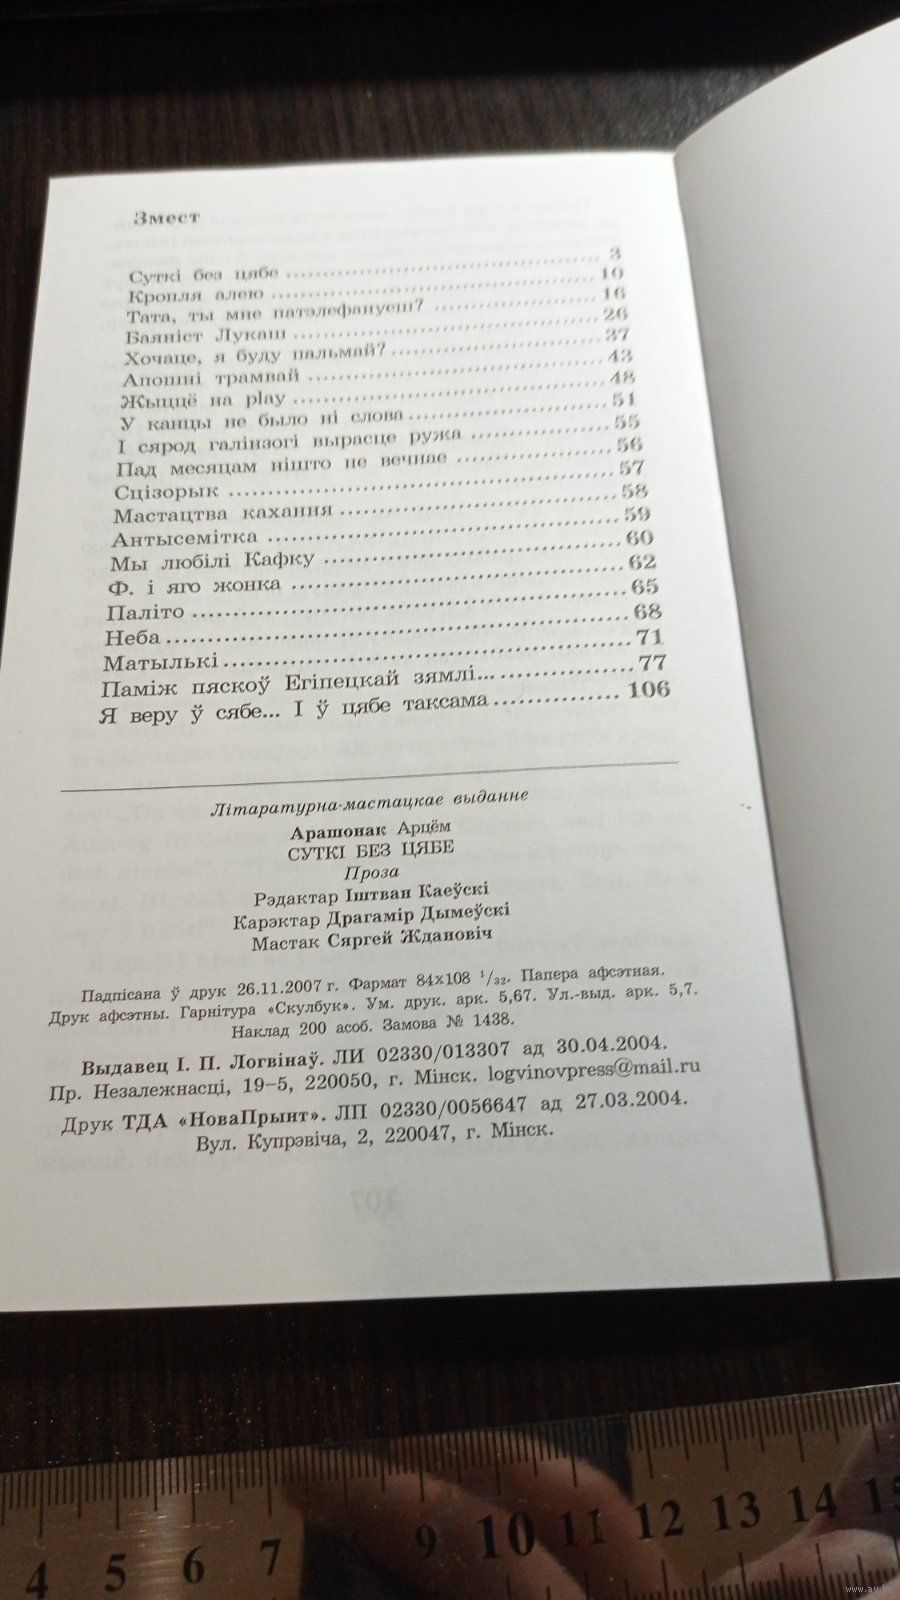 Змест
Суткі без цябе ..... 3
Кропля алею ..... 10
Тата, ты мне патэлефануеш? ..... 16
Баяніст Лукаш ..... 26
Хочаце, я буду пальмай? ..... 37
Апошні трамвай ..... 43
Жыццё на play ..... 48
У канцы не было ні слова ..... 51
І сярод галінзогі вырасце ружа ..... 55
Пад месяцам нішто не вечнае ..... 56
Сцізорык ..... 57
Мастацтва кахання ..... 58
Антысемітка ..... 59
Мы любілі Кафку ..... 60
Ф. і яго жонка ..... 62
Паліто ..... 65
Неба ..... 68
Матылькі ..... 71
Паміж пяскоў Егіпецкай зямлі... ..... 77
Я веру ў сябе... І ў цябе таксама ..... 106
Літаратурна-мастацкае выданне
Арашонак Арцём
СУТКІ БЕЗ ЦЯБЕ
Проза
Рэдактар Іштван Каеўскі
Карэктар Драгамір Дымеўскі
Мастак Сяргей Ждановіч
Падпісана ў друк 26.11.2007 г. Фармат 84x108 1/32. Папера афсэтная.
Друк афсэтны. Гарнітура «Скулбук». Ум. друк. арк. 5,67. Ул.-выд. арк. 5,7.
Наклад 200 асоб. Замова № 1438.
Выдавец І. П. Логвінаў. ЛИ 02330/013307 ад 30.04.2004.
Пр. Незалежнасці, 19–5, 220050, г. Мінск. logvinovpress@mail.ru
Друк ТДА «НоваПрынт». ЛП 02330/0056647 ад 27.03.2004.
Вул. Купрэвіча, 2, 220047, г. Мінск.
107
4 5 6 7 8 9 10 11 12 13 14 15